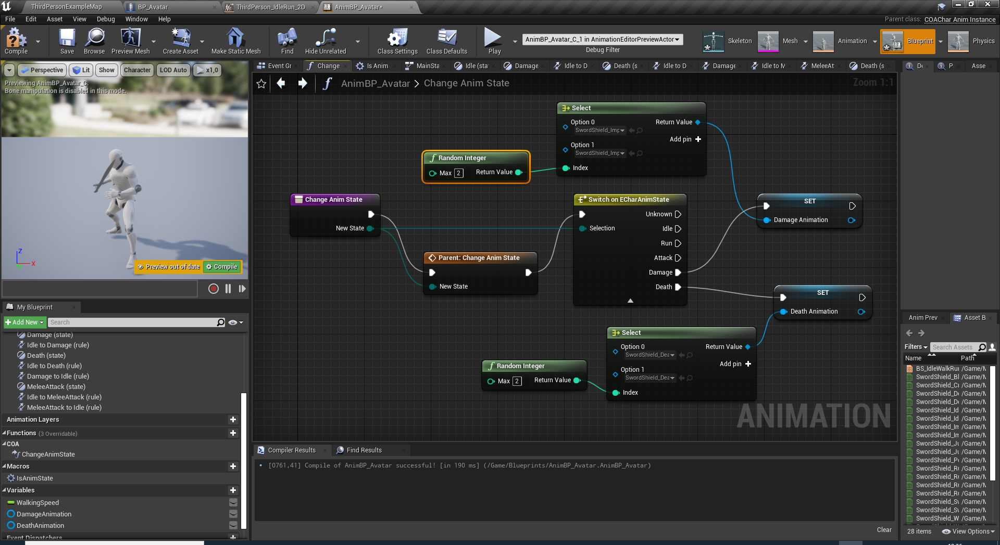 ThirdPersonExampleMap
BP_Avatar
ThirdPerson_IdleRun_2D
AnimBP_Avatar*
File Edit Asset View Debug Window Help
Parent class: COAChar Anim Instance
Compile
Save
Browse
Preview Mesh
Create Asset
Make Static Mesh
Find
Hide Unrelated
Class Settings
Class Defaults
Play
AnimBP_Avatar_C_1 in AnimationEditorPreviewActor
Debug Filter
Skeleton
Mesh
Animation
Blueprint
Physics
Perspective
Lit
Show
Character
LOD Auto
x1,0
Previewing AnimBP_Avatar_C.
Bone manipulation is disabled in this mode.
Z
X
Preview out of date
Compile
Event Gr
Change
Is Anim
MainSta
Idle (sta
Damage
Idle to D
Death (s
Idle to D
Damage
Idle to M
MeleeAt
Death (s
AnimBP_Avatar > Change Anim State
Zoom 1:1
Select
Option 0
SwordShield_Imp
Return Value
Add pin
Option 1
SwordShield_Imp
Index
Random Integer
Max 2
Return Value
Change Anim State
New State
Parent: Change Anim State
New State
Switch on ECharAnimState
Selection
Unknown
Idle
Run
Attack
Damage
Death
SET
Damage Animation
SET
Death Animation
Select
Option 0
SwordShield_Dea
Return Value
Add pin
Option 1
SwordShield_Dea
Index
Random Integer
Max 2
Return Value
ANIMATION
My Blueprint
Add New
Search
Damage (state)
Idle to Damage (rule)
Death (state)
Idle to Death (rule)
Damage to Idle (rule)
MeleeAttack (state)
Idle to MeleeAttack (rule)
MeleeAttack to Idle (rule)
Animation Layers
Functions (3 Overridable)
COA
ChangeAnimState
Macros
IsAnimState
Variables
WalkingSpeed
DamageAnimation
DeathAnimation
Event Dispatchers
Compiler Results
Find Results
[0761,41] Compile of AnimBP_Avatar successful! [in 190 ms] (/Game/Blueprints/AnimBP_Avatar.AnimBP_Avatar)
Clear
P
Asse
Anim Prev
Asset B
Filters
Search Assets
Name
Path
BS_IdleWalkRu /Game/
SwordShield_Bl /Game/
SwordShield_C /Game/
SwordShield_D /Game/
SwordShield_D /Game/
SwordShield_Id /Game/
SwordShield_Id /Game/
SwordShield_Im /Game/
SwordShield_Im /Game/
SwordShield_Ju /Game/
SwordShield_Ju /Game/
SwordShield_P /Game/
SwordShield_R /Game/
SwordShield_R /Game/
SwordShield_R /Game/
SwordShield_R /Game/
SwordShield_S /Game/
SwordShield_S /Game/
SwordShield_W /Game/
28 items
View Options